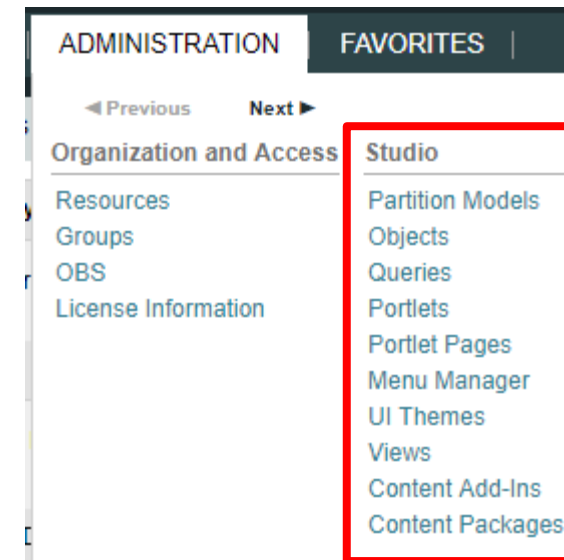 ADMINISTRATION | FAVORITES |
◄Previous Next►
Organization and Access
Resources
Groups
OBS
License Information
Studio
Partition Models
Objects
Queries
Portlets
Portlet Pages
Menu Manager
UI Themes
Views
Content Add-Ins
Content Packages